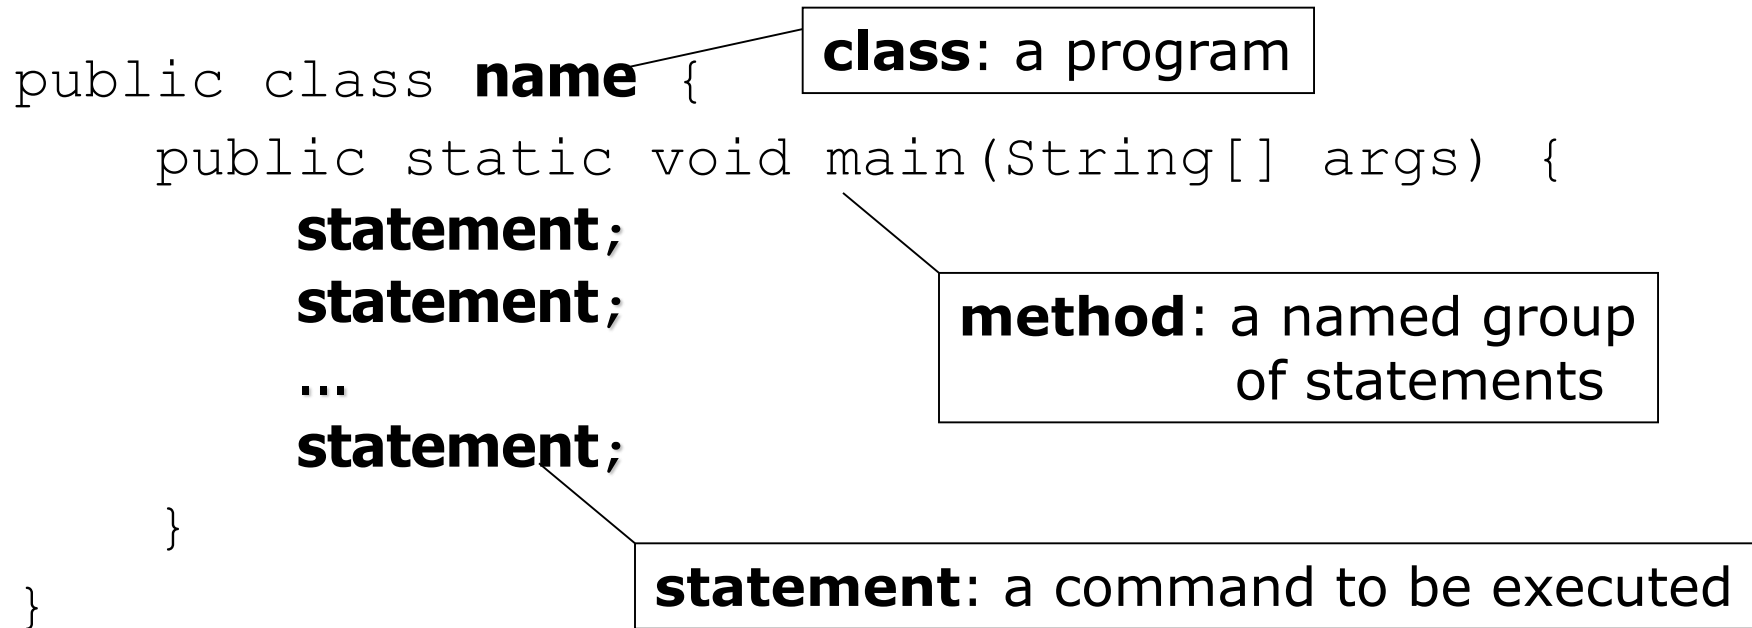 class: a program
public class name {
public static void main(String[] args) {
statement;
statement;
method: a named group
of statements
…
statement;
}
statement: a command to be executed
}